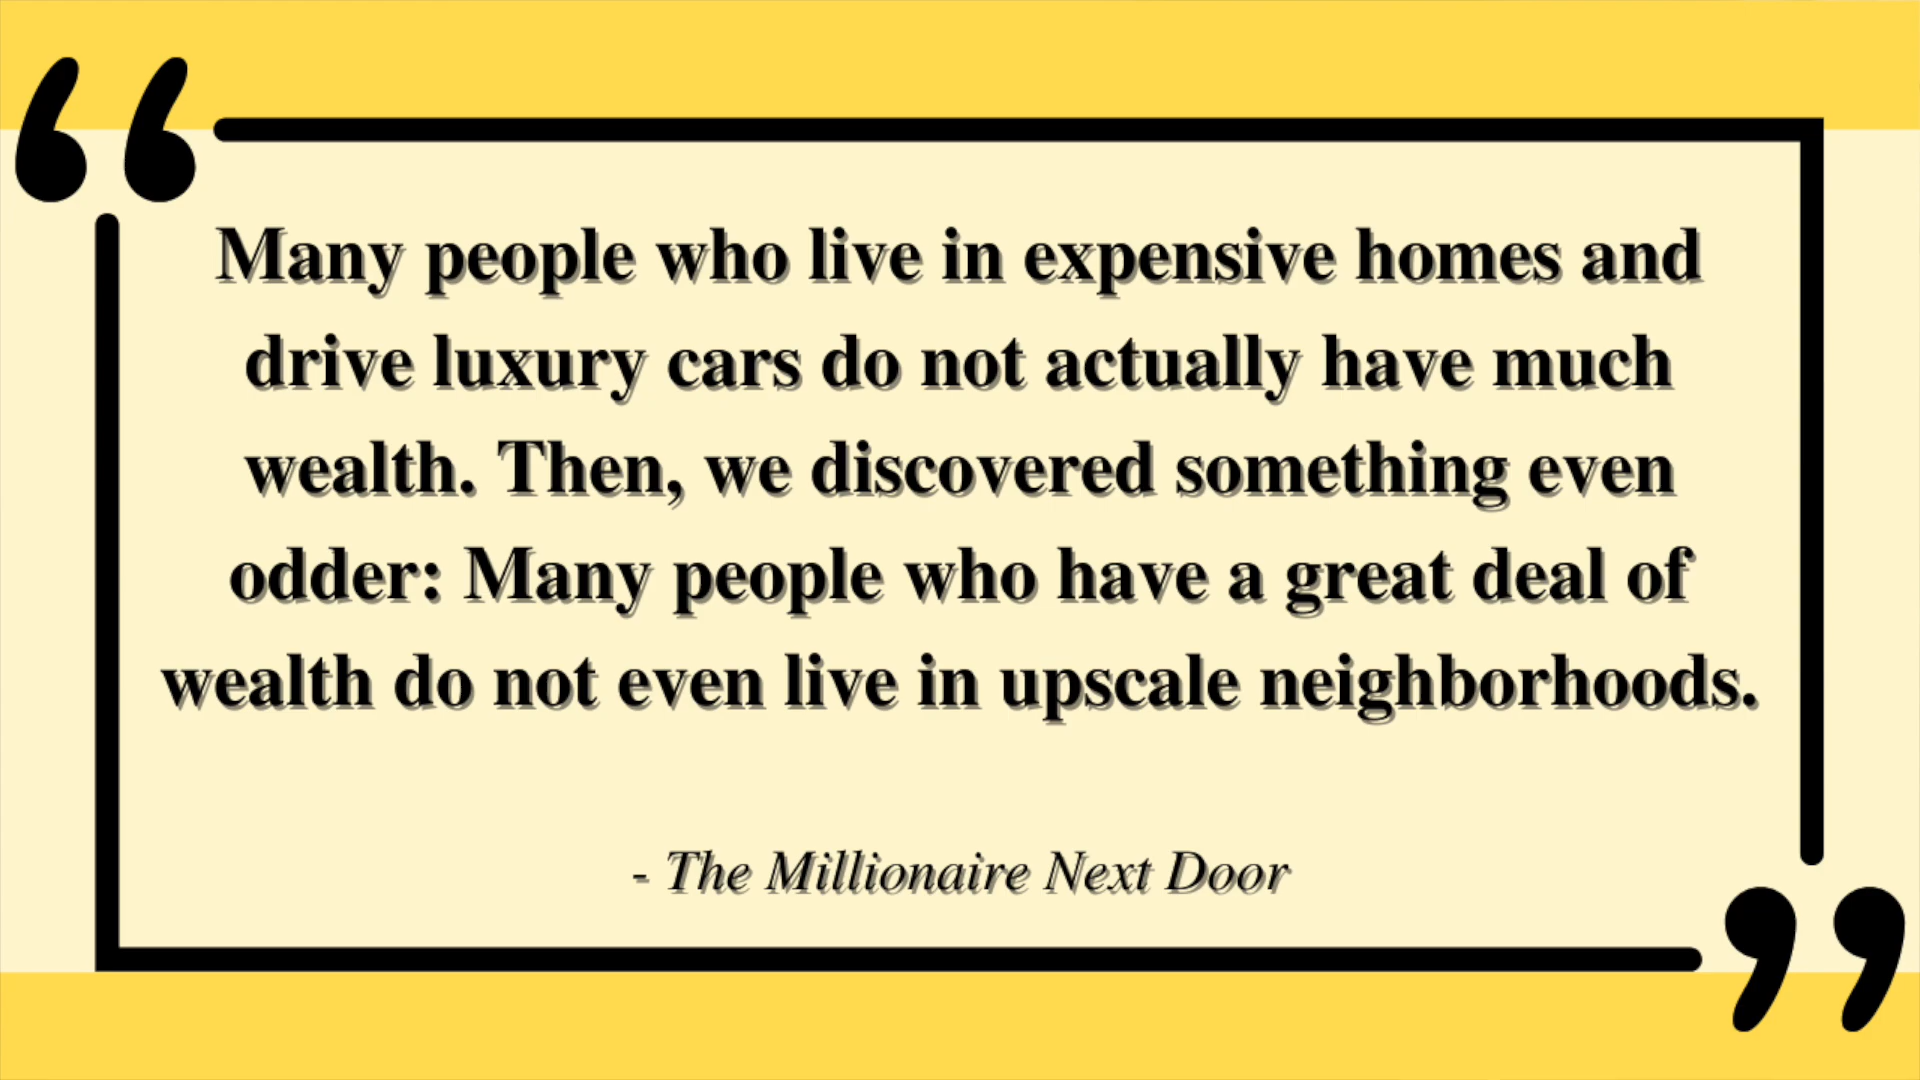 Many people who live in expensive homes and
drive luxury cars do not actually have much
wealth. Then, we discovered something even
odder: Many people who have a great deal of
wealth do not even live in upscale neighborhoods.
- The Millionaire Next Door